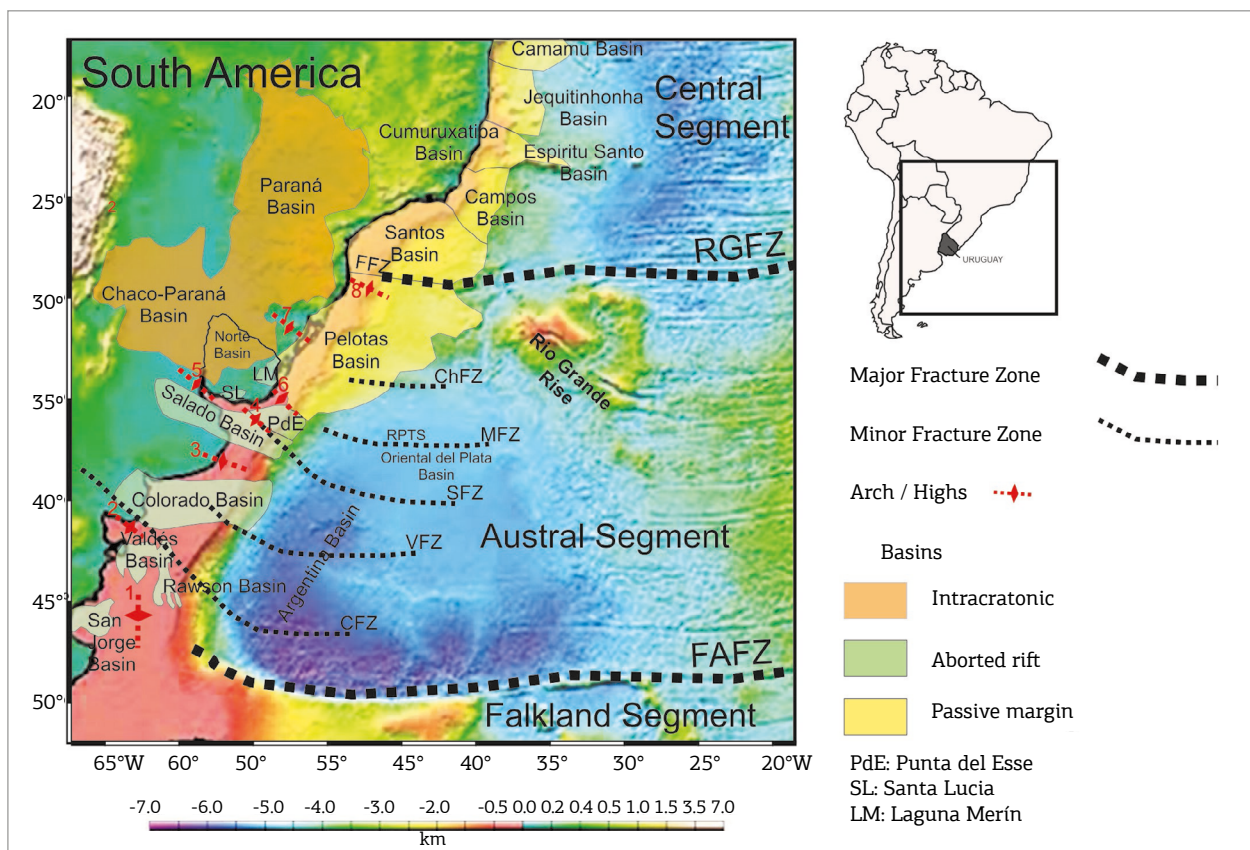 South America
Central
Segment
Camamu Basin
Jequitinhonha
Basin
Cumuruxatipa
Basin
Espiritu Santo
Basin
Campos
Basin
Paraná
Basin
Santos
Basin
FFZ
RGFZ
8
7
Chaco-Paraná
Basin
Norte
Basin
Pelotas
Basin
Rio Grande
Rise
ChFZ
LM
SL
5
6
4
PdE
Salado Basin
RPTS
MFZ
Oriental del Plata
Basin
SFZ
3
Colorado Basin
2
Valdés
Basin
Rawson Basin
Argentina Basin
VFZ
Austral Segment
1
San
Jorge
Basin
CFZ
FAFZ
Falkland Segment
2
20°
25°
30°
35°
40°
45°
50°
65°W 60° 55° 50° 45° 40° 35° 30° 25° 20°W
-7.0 -6.0 -5.0 -4.0 -3.0 -2.0 -0.5 0.0 0.2 0.4 0.5 1.0 1.5 3.5 7.0
km
URUGUAY
Major Fracture Zone
Minor Fracture Zone
Arch / Highs
Basins
Intracratonic
Aborted rift
Passive margin
PdE: Punta del Esse
SL: Santa Lucia
LM: Laguna Merín